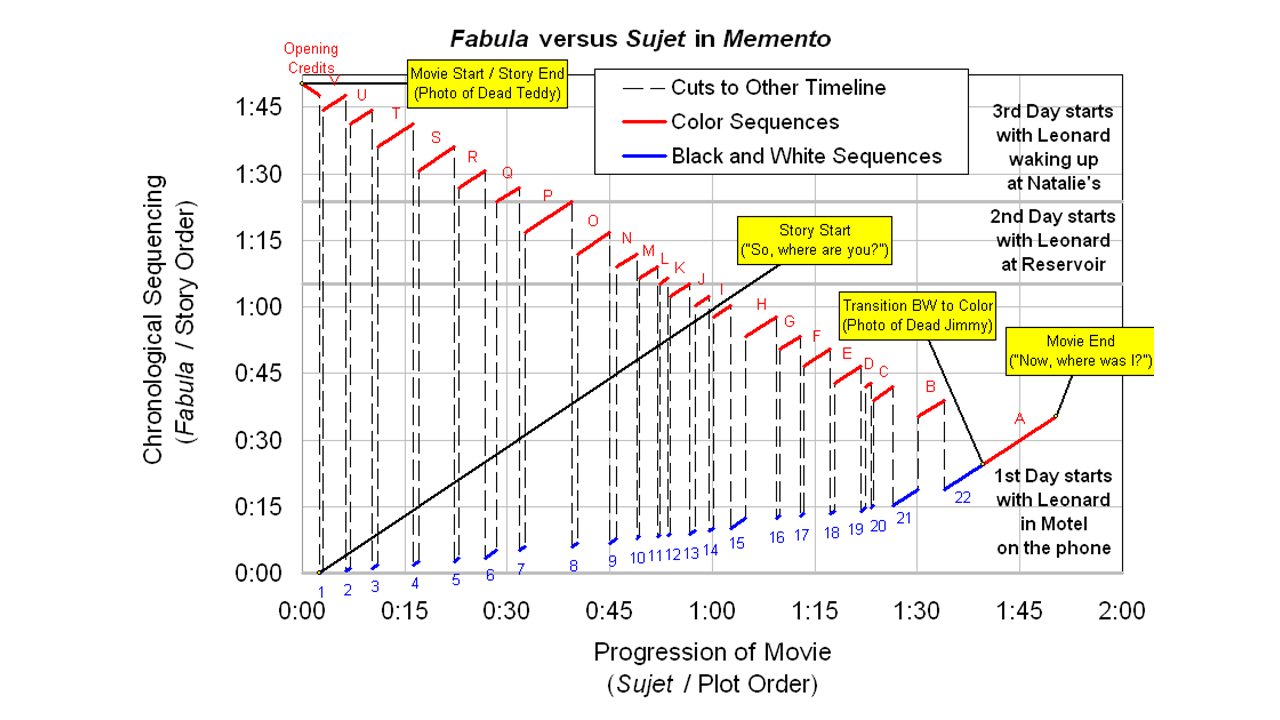 Fabula versus Sujet in Memento
Opening
Credits
Movie Start / Story End
(Photo of Dead Teddy)
Cuts to Other Timeline
Color Sequences
Black and White Sequences
3rd Day starts
with Leonard
waking up
at Natalie's
2nd Day starts
with Leonard
at Reservoir
Story Start
("So, where are you?")
Transition BW to Color
(Photo of Dead Jimmy)
Movie End
("Now, where was I?")
1st Day starts
with Leonard
in Motel
on the phone
V
U
T
S
R
Q
P
O
N
M
L
K
J
I
H
G
F
E
D
C
B
A
1
2
3
4
5
6
7
8
9
10
11
12
13
14
15
16
17
18
19
20
21
22
Chronological Sequencing
(Fabula / Story Order)
1:45
1:30
1:15
1:00
0:45
0:30
0:15
0:00
0:00 0:15 0:30 0:45 1:00 1:15 1:30 1:45 2:00
Progression of Movie
(Sujet / Plot Order)